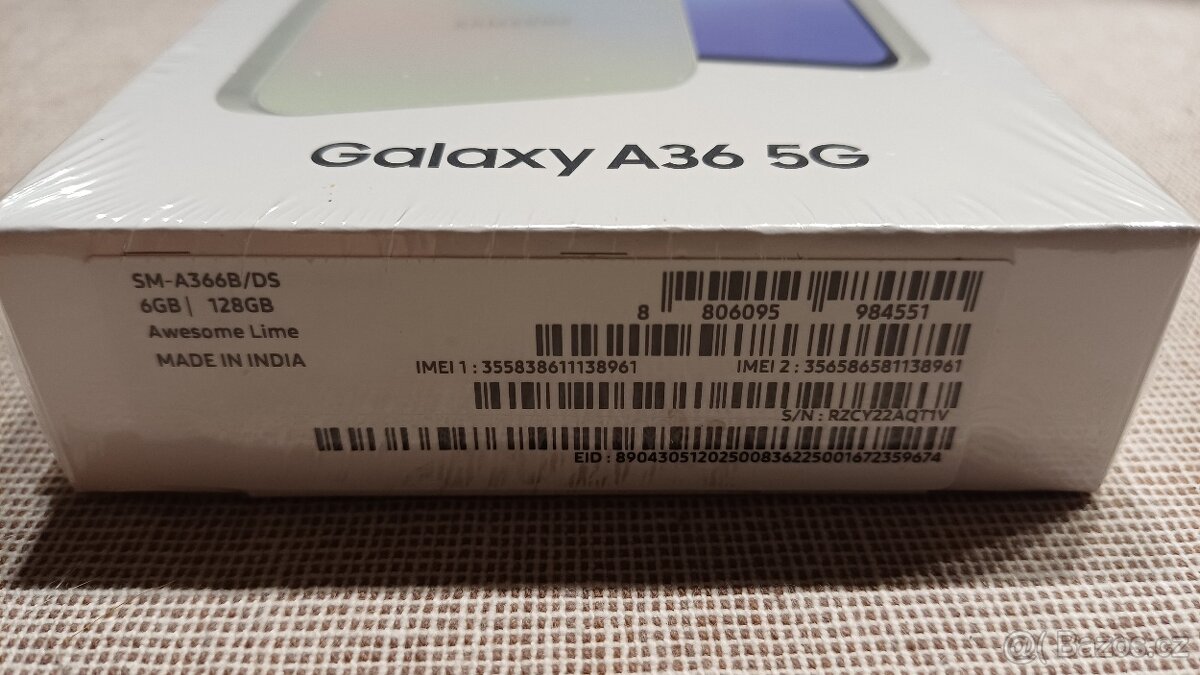 SAMSUNG
Galaxy A36 5G
SM-A366B/DS
6GB | 128GB
Awesome Lime
MADE IN INDIA
8 806095 984551
IMEI 1 : 355838611138961
IMEI 2 : 356586581138961
S/N : RZCY22AQT1V
EID : 89043051202500836225001672359674
@( Bazos.cz